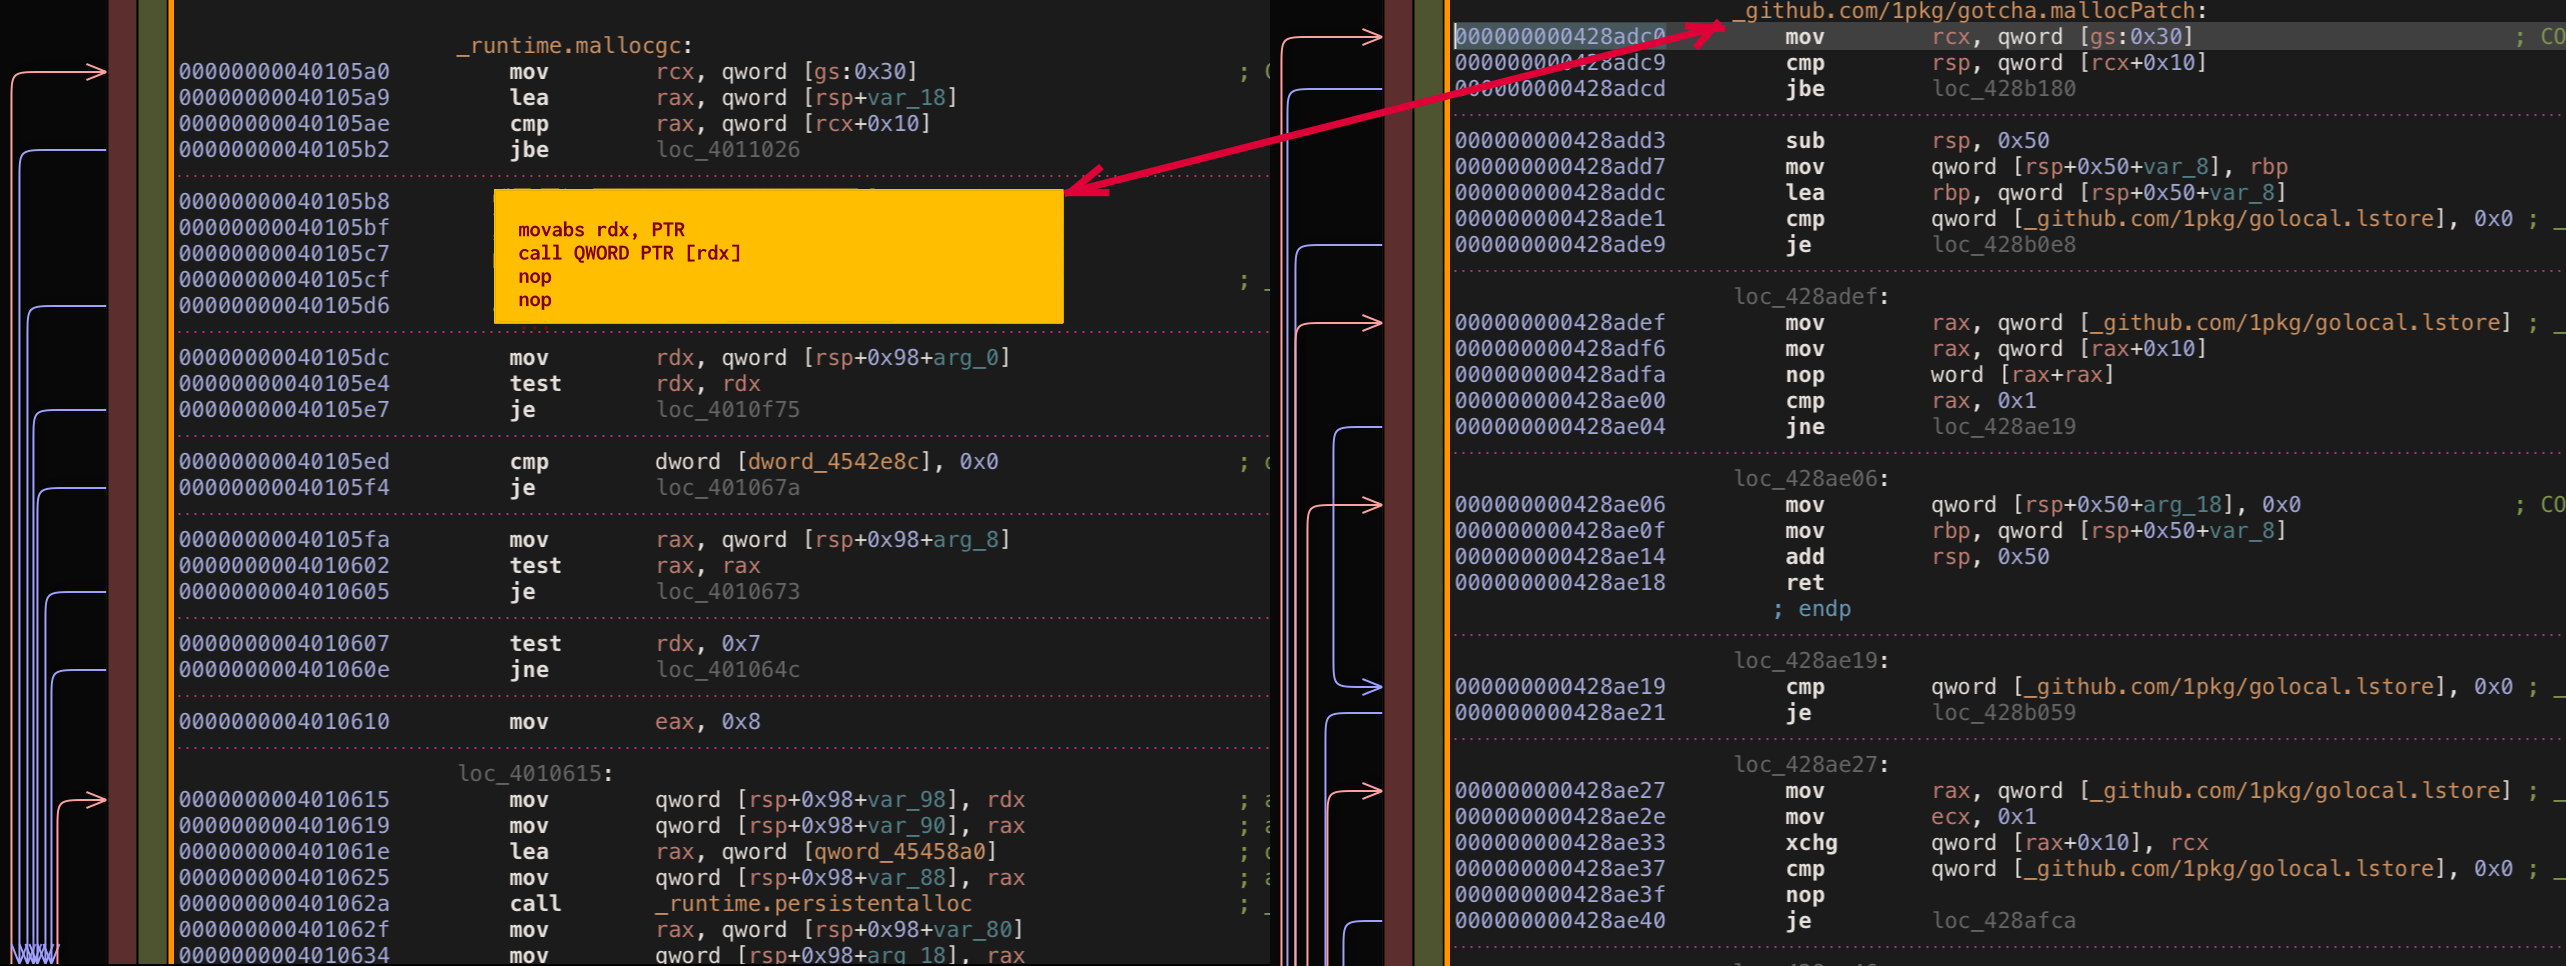 _runtime.mallocgc:
00000000040105a0 mov rcx, qword [gs:0x30] ;
00000000040105a9 lea rax, qword [rsp+var_18]
00000000040105ae cmp rax, qword [rcx+0x10]
00000000040105b2 jbe loc_4011026
00000000040105b8
00000000040105bf
00000000040105c7
00000000040105cf ; _
00000000040105d6
movabs rdx, PTR
call QWORD PTR [rdx]
nop
nop
00000000040105dc mov rdx, qword [rsp+0x98+arg_0]
00000000040105e4 test rdx, rdx
00000000040105e7 je loc_4010f75
00000000040105ed cmp dword [dword_4542e8c], 0x0 ;
00000000040105f4 je loc_401067a
00000000040105fa mov rax, qword [rsp+0x98+arg_8]
0000000004010602 test rax, rax
0000000004010605 je loc_4010673
0000000004010607 test rdx, 0x7
000000000401060e jne loc_401064c
0000000004010610 mov eax, 0x8
loc_4010615:
0000000004010615 mov qword [rsp+0x98+var_98], rdx ;
0000000004010619 mov qword [rsp+0x98+var_90], rax ;
000000000401061e lea rax, qword [qword_45458a0] ;
0000000004010625 mov qword [rsp+0x98+var_88], rax ;
000000000401062a call _runtime.persistentalloc ; _
000000000401062f mov rax, qword [rsp+0x98+var_80]
0000000004010634 mov qword [rsp+0x98+arg_18], rax
_github.com/1pkg/gotcha.mallocPatch:
000000000428adc0 mov rcx, qword [gs:0x30] ; CO
000000000428adc9 cmp rsp, qword [rcx+0x10]
000000000428adcd jbe loc_428b180
000000000428add3 sub rsp, 0x50
000000000428add7 mov qword [rsp+0x50+var_8], rbp
000000000428addc lea rbp, qword [rsp+0x50+var_8]
000000000428ade1 cmp qword [_github.com/1pkg/golocal.lstore], 0x0 ; _
000000000428ade9 je loc_428b0e8
loc_428adef:
000000000428adef mov rax, qword [_github.com/1pkg/golocal.lstore] ; _
000000000428adf6 mov rax, qword [rax+0x10]
000000000428adfa nop word [rax+rax]
000000000428ae00 cmp rax, 0x1
000000000428ae04 jne loc_428ae19
loc_428ae06:
000000000428ae06 mov qword [rsp+0x50+arg_18], 0x0 ; CO
000000000428ae0f mov rbp, qword [rsp+0x50+var_8]
000000000428ae14 add rsp, 0x50
000000000428ae18 ret
; endp
loc_428ae19:
000000000428ae19 cmp qword [_github.com/1pkg/golocal.lstore], 0x0 ; _
000000000428ae21 je loc_428b059
loc_428ae27:
000000000428ae27 mov rax, qword [_github.com/1pkg/golocal.lstore] ; _
000000000428ae2e mov ecx, 0x1
000000000428ae33 xchg qword [rax+0x10], rcx
000000000428ae37 cmp qword [_github.com/1pkg/golocal.lstore], 0x0 ; _
000000000428ae3f nop
000000000428ae40 je loc_428afca